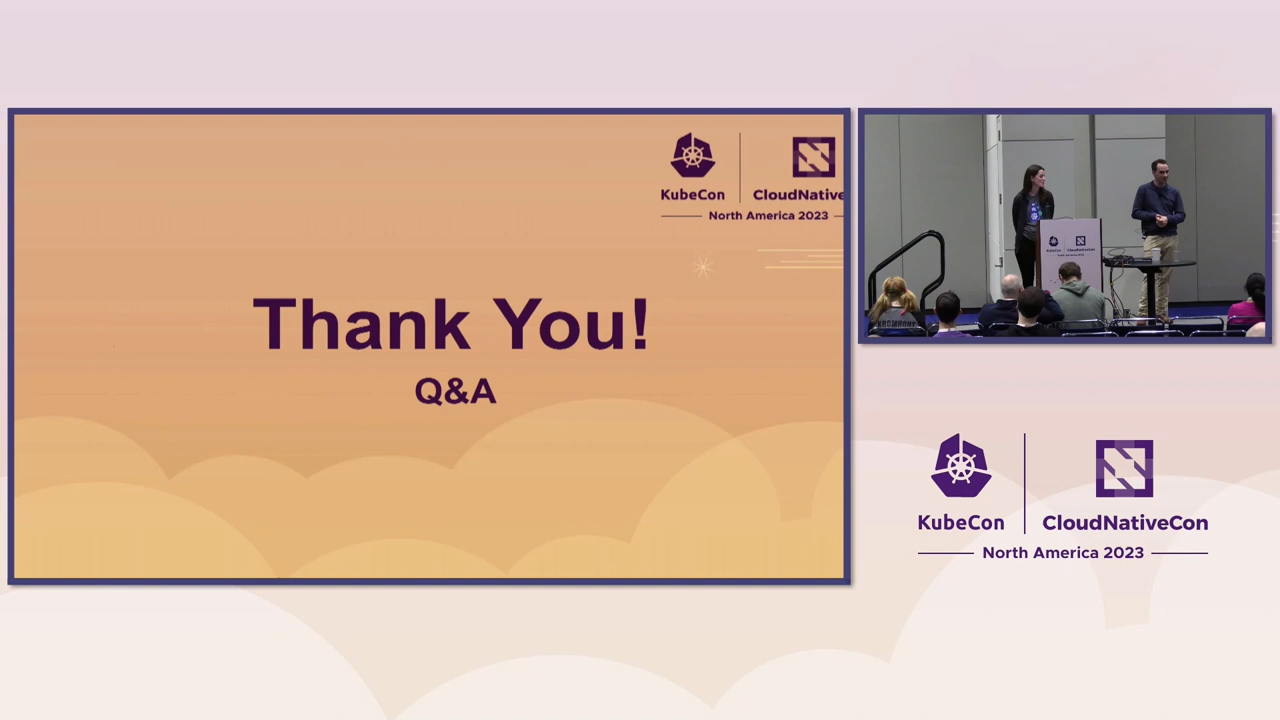 KubeCon
CloudNative
North America 2023
Thank You!
Q&A
KubeCon
CloudNativeCon
North America 2023